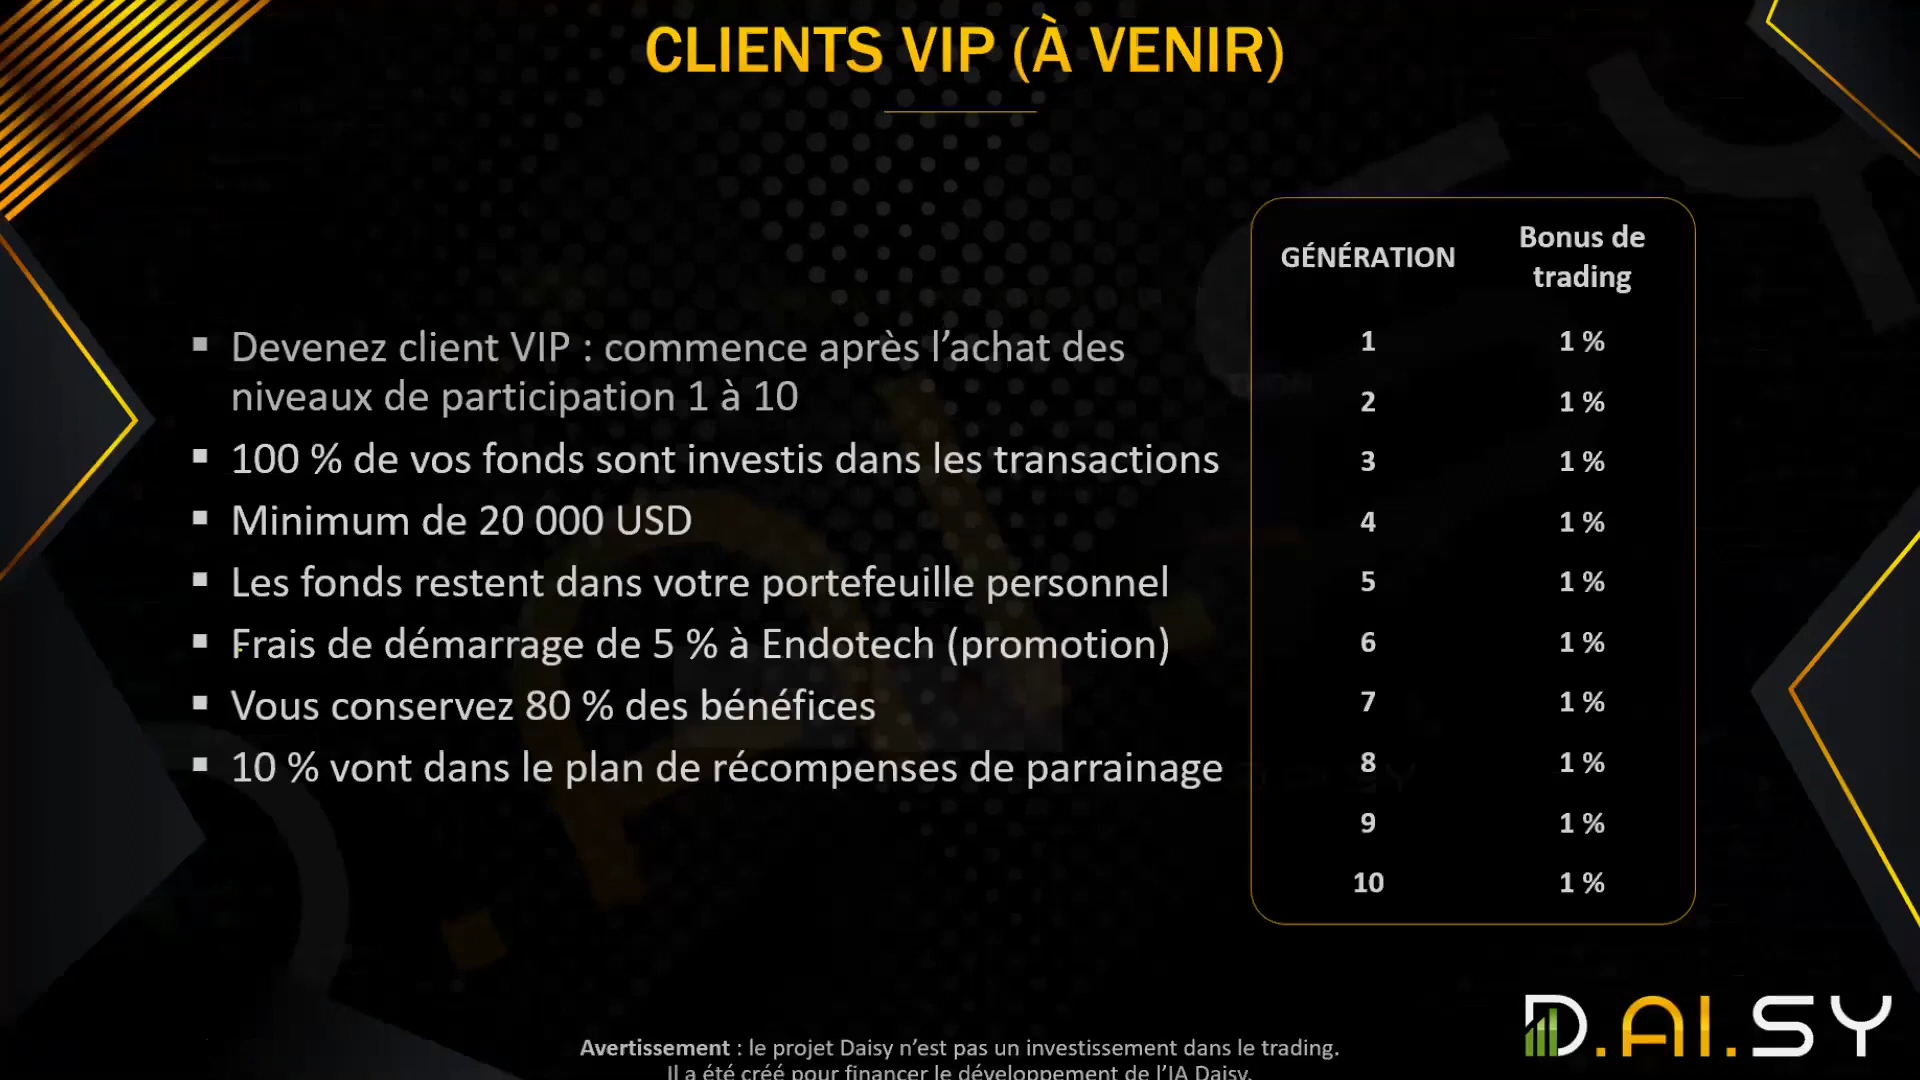 CLIENTS VIP (À VENIR)
▪ Devenez client VIP : commence après l’achat des
niveaux de participation 1 à 10
▪ 100 % de vos fonds sont investis dans les transactions
▪ Minimum de 20 000 USD
▪ Les fonds restent dans votre portefeuille personnel
▪ Frais de démarrage de 5 % à Endotech (promotion)
▪ Vous conservez 80 % des bénéfices
▪ 10 % vont dans le plan de récompenses de parrainage
GÉNÉRATION Bonus de
trading
1 1 %
2 1 %
3 1 %
4 1 %
5 1 %
6 1 %
7 1 %
8 1 %
9 1 %
10 1 %
D.AI.SY
Avertissement : le projet Daisy n’est pas un investissement dans le trading.
Il a été créé pour financer le développement de l’IA Daisy.